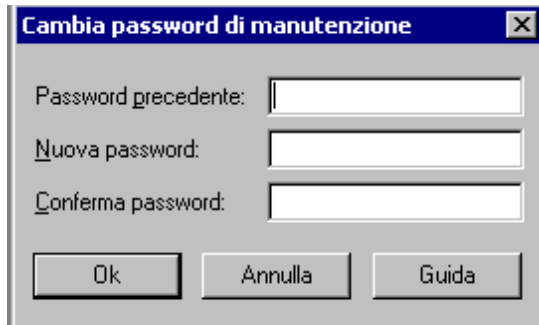 Cambia password di manutenzione
Password precedente:
Nuova password:
Conferma password:
Ok Annulla Guida